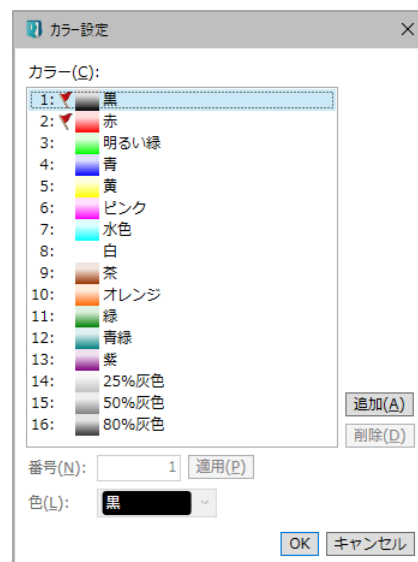 カラー設定
カラー(C):
1: 黒
2: 赤
3: 明るい緑
4: 青
5: 黄
6: ピンク
7: 水色
8: 白
9: 茶
10: オレンジ
11: 緑
12: 青緑
13: 紫
14: 25%灰色
15: 50%灰色
16: 80%灰色
追加(A)
削除(D)
番号(N): 1 適用(P)
色(L): 黒
OK キャンセル